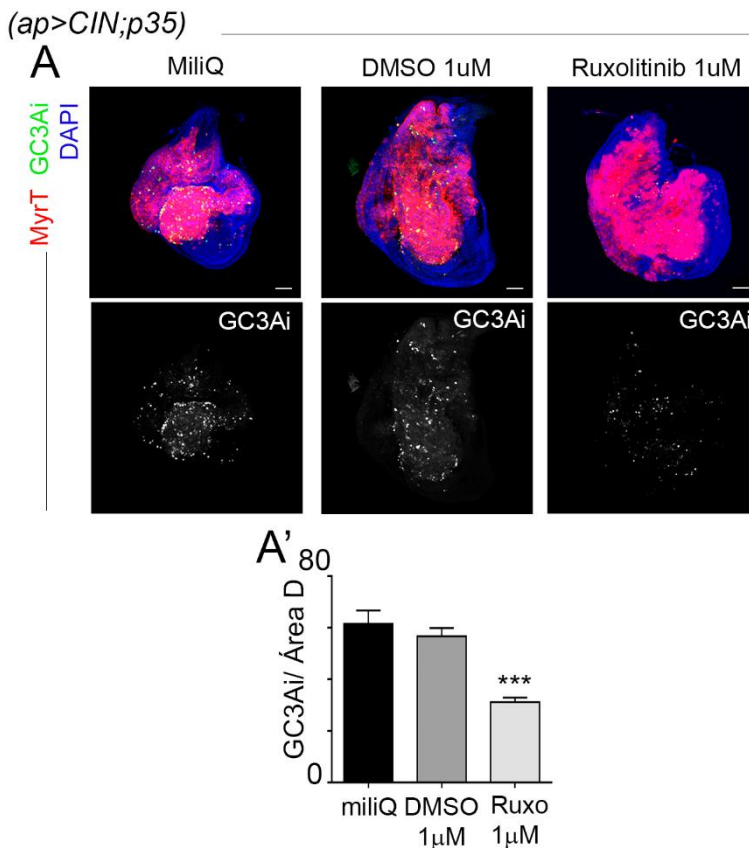 (ap>CIN;p35)
A
MiliQ
DMSO 1uM
Ruxolitinib 1uM
MyrT GC3Ai
DAPI
GC3Ai
GC3Ai
GC3Ai
A'
80
GC3Ai/ Área D
***
0
miliQ DMSO Ruxo
1μM 1μM